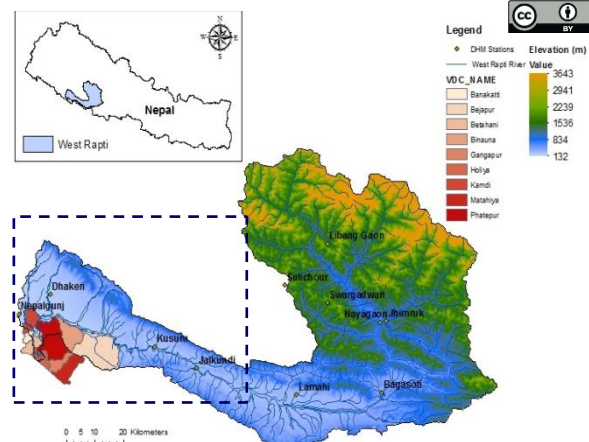 cc
BY
N
W
E
S
Nepal
West Rapti
Legend
DHM Stations
West Rapti River
VDC_NAME
Banakatti
Bejapur
Betahani
Binauna
Gangapur
Holiya
Kamdi
Matahiya
Phatepur
Elevation (m)
Value
3643
2941
2239
1536
834
132
Libang Gaon
Sulichour
Swargadwari
Nayagaon
Jhimruk
Dhakeri
Nepalgunj
Kusum
Jalkundi
Lamahi
Bagasoti
0 5 10 20 Kilometers